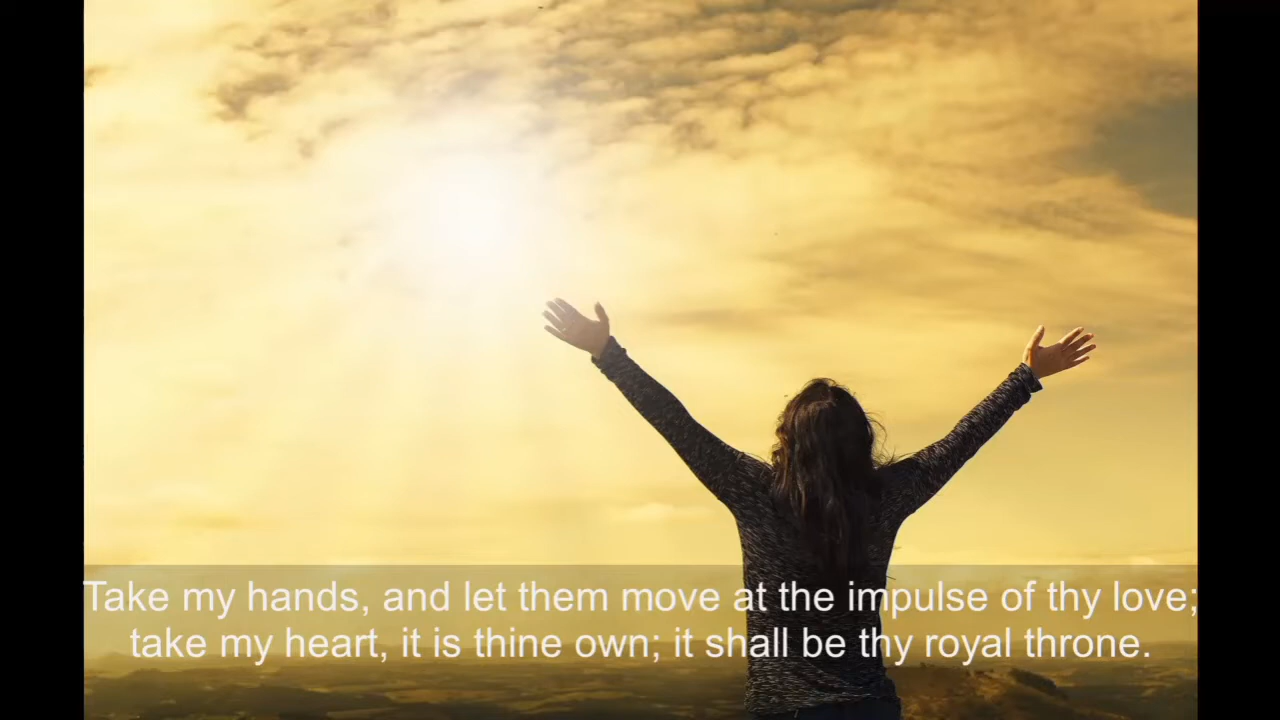 Take my hands, and let them move at the impulse of thy love;
take my heart, it is thine own; it shall be thy royal throne.